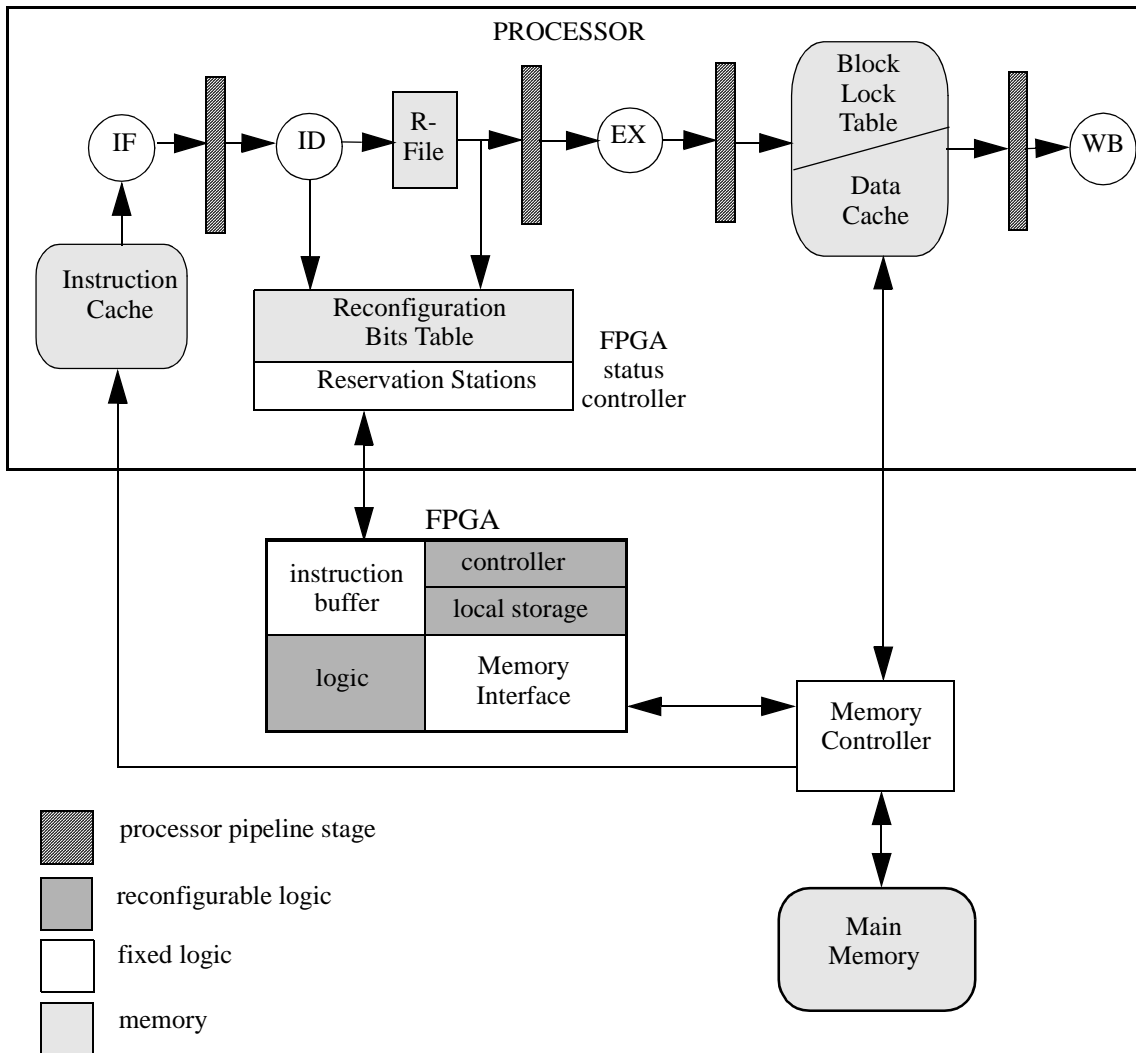 PROCESSOR
IF
ID
R-
File
EX
Block
Lock
Table
Data
Cache
WB
Instruction
Cache
Reconfiguration
Bits Table
Reservation Stations
FPGA
status
controller
FPGA
instruction
buffer
controller
local storage
logic
Memory
Interface
Memory
Controller
Main
Memory
processor pipeline stage
reconfigurable logic
fixed logic
memory